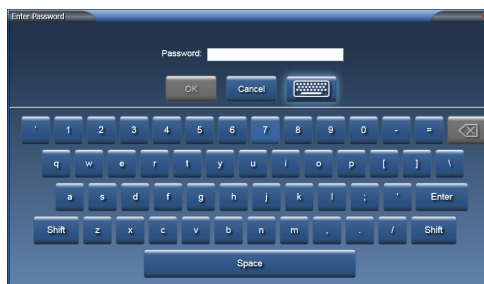 Enter Password
Password:
OK Cancel
` 1 2 3 4 5 6 7 8 9 0 - =
q w e r t y u i o p [ ] \
a s d f g h j k l ; ' Enter
Shift z x c v b n m , . / Shift
Space